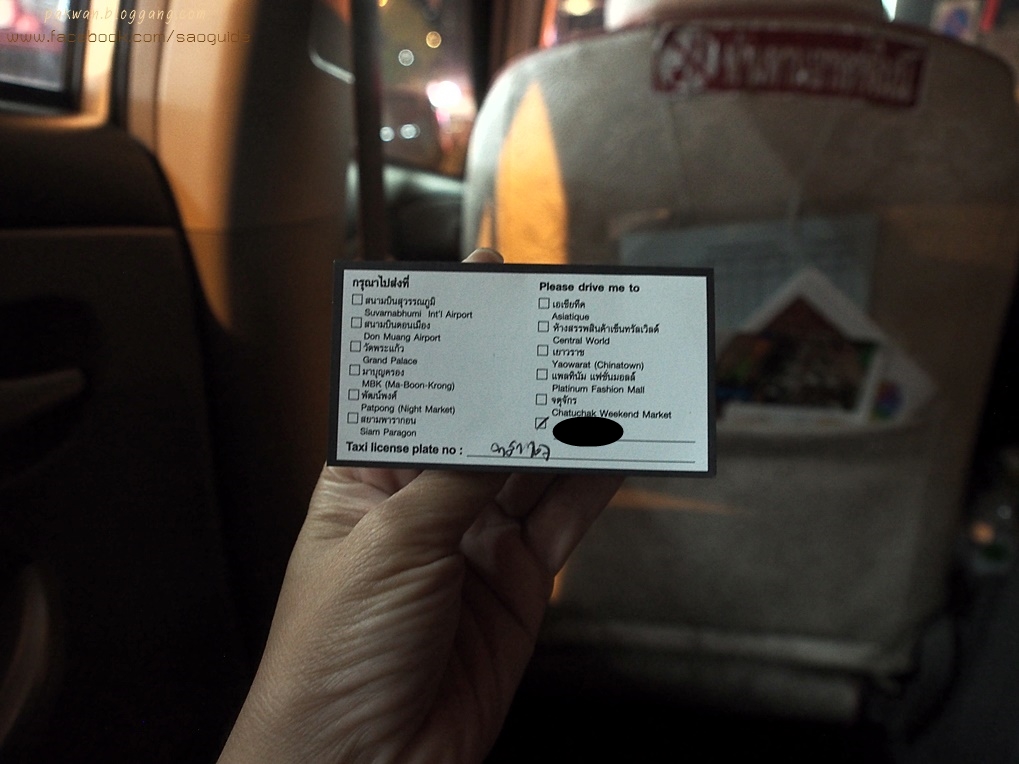 pukwan.bloggang.com
www.facebook.com/saoguide
กรุณาไปส่งที่
สนามบินสุวรรณภูมิ
Suvarnabhumi Int'l Airport
สนามบินดอนเมือง
Don Muang Airport
วัดพระแก้ว
Grand Palace
มาบุญครอง
MBK (Ma-Boon-Krong)
พัฒน์พงศ์
Patpong (Night Market)
สยามพารากอน
Siam Paragon
Please drive me to
เอเชียทีค
Asiatique
ห้างสรรพสินค้าเซ็นทรัลเวิลด์
Central World
เยาวราช
Yaowarat (Chinatown)
แพลทินัม แฟชั่นมอลล์
Platinum Fashion Mall
จตุจักร
Chatuchak Weekend Market
Taxi license plate no :